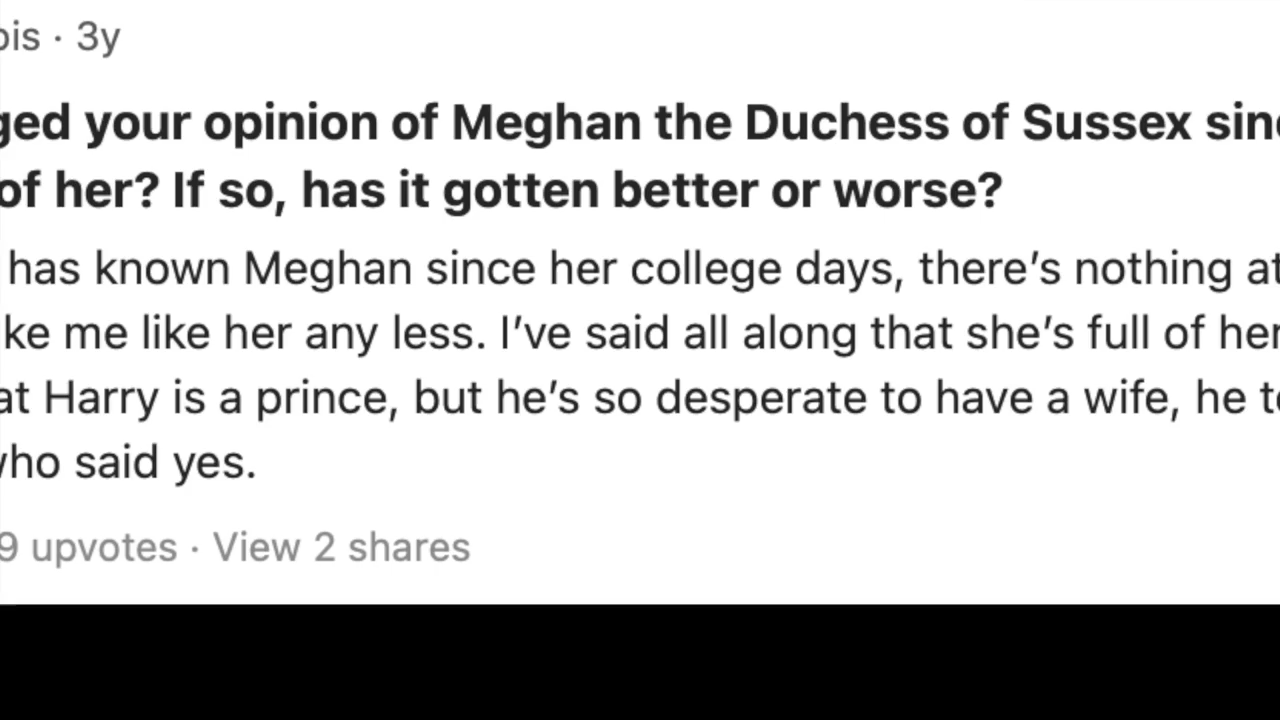 ois · 3y
ged your opinion of Meghan the Duchess of Sussex sinc
of her? If so, has it gotten better or worse?
has known Meghan since her college days, there’s nothing at
ke me like her any less. I’ve said all along that she’s full of her
at Harry is a prince, but he’s so desperate to have a wife, he to
who said yes.
9 upvotes · View 2 shares